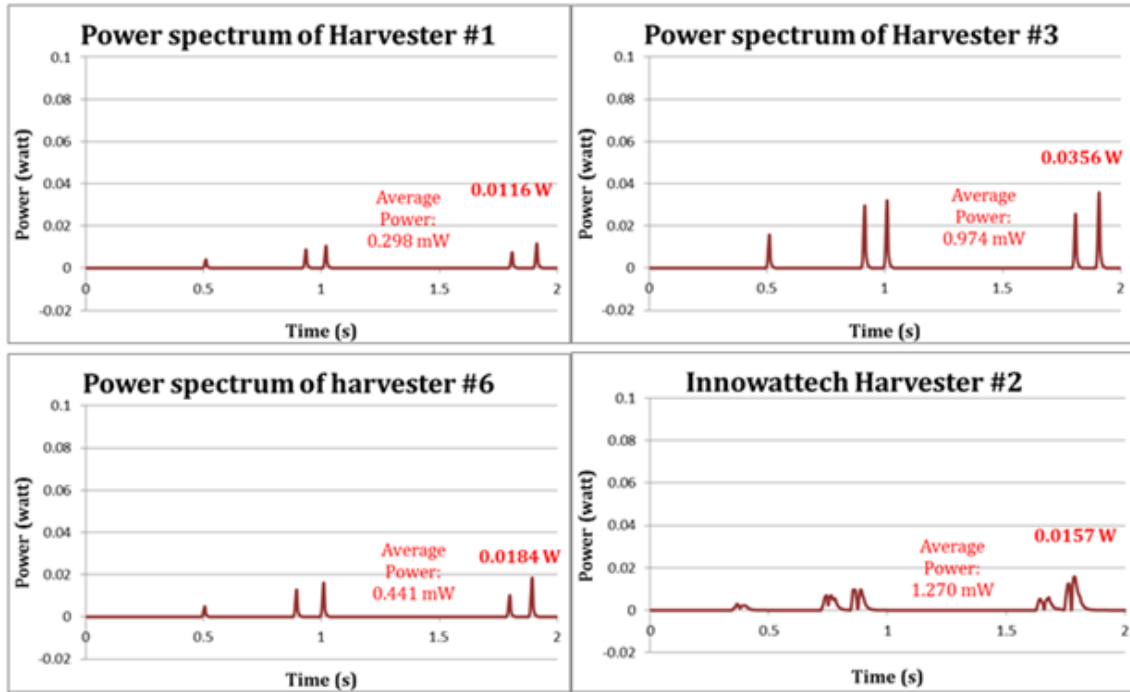 Power spectrum of Harvester #1
0.1
0.08
0.06
0.04
0.02
0
-0.02
Power (watt)
0.0116 W
Average
Power:
0.298 mW
0
0.5
1
1.5
2
Time (s)
Power spectrum of Harvester #3
0.1
0.08
0.06
0.04
0.02
0
-0.02
Power (watt)
0.0356 W
Average
Power:
0.974 mW
0
0.5
1
1.5
2
Time (s)
Power spectrum of harvester #6
0.1
0.08
0.06
0.04
0.02
0
-0.02
Power (watt)
0.0184 W
Average
Power:
0.441 mW
0
0.5
1
1.5
2
Time (s)
Innowattech Harvester #2
0.1
0.08
0.06
0.04
0.02
0
-0.02
Power (watt)
0.0157 W
Average
Power:
1.270 mW
0
0.5
1
1.5
2
Time (s)